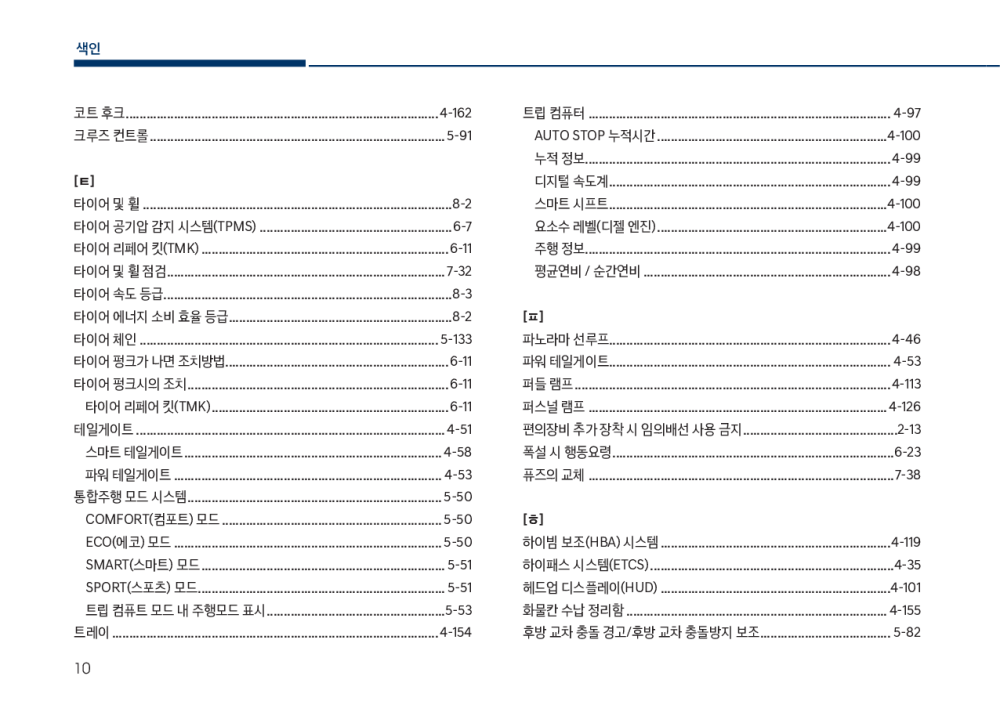 색인
코트 후크 4-162
크루즈 컨트롤 5-91
[ㅌ]
타이어 및 휠 8-2
타이어 공기압 감지 시스템(TPMS) 6-7
타이어 리페어 킷(TMK) 6-11
타이어 및 휠 점검 7-32
타이어 속도 등급 8-3
타이어 에너지 소비 효율 등급 8-2
타이어 체인 5-133
타이어 펑크가 나면 조치방법 6-11
타이어 펑크시의 조치 6-11
타이어 리페어 킷(TMK) 6-11
테일게이트 4-51
스마트 테일게이트 4-58
파워 테일게이트 4-53
통합주행 모드 시스템 5-50
COMFORT(컴포트) 모드 5-50
ECO(에코) 모드 5-50
SMART(스마트) 모드 5-51
SPORT(스포츠) 모드 5-51
트립 컴퓨트 모드 내 주행모드 표시 5-53
트레이 4-154
트립 컴퓨터 4-97
AUTO STOP 누적시간 4-100
누적 정보 4-99
디지털 속도계 4-99
스마트 시프트 4-100
요소수 레벨(디젤 엔진) 4-100
주행 정보 4-99
평균연비 / 순간연비 4-98
[ㅍ]
파노라마 선루프 4-46
파워 테일게이트 4-53
퍼들 램프 4-113
퍼스널 램프 4-126
편의장비 추가 장착 시 임의배선 사용 금지 2-13
폭설 시 행동요령 6-23
퓨즈의 교체 7-38
[ㅎ]
하이빔 보조(HBA) 시스템 4-119
하이패스 시스템(ETCS) 4-35
헤드업 디스플레이(HUD) 4-101
화물칸 수납 정리함 4-155
후방 교차 충돌 경고/후방 교차 충돌방지 보조 5-82
10